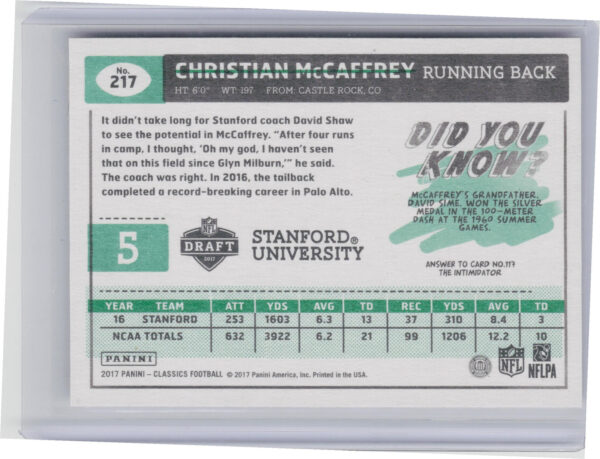 No.
217
CHRISTIAN McCAFFREY RUNNING BACK
HT 6'0" WT 197 FROM: CASTLE ROCK, CO
It didn't take long for Stanford coach David Shaw
to see the potential in McCaffrey. “After four runs
in camp, I thought, ‘Oh my god, I haven't seen
that on this field since Glyn Milburn,’” he said.
The coach was right. In 2016, the tailback
completed a record-breaking career in Palo Alto.
DID YOU
KNOW?
McCAFFREY'S GRANDFATHER,
DAVID SIME, WON THE SILVER
MEDAL IN THE 100-METER
DASH AT THE 1960 SUMMER
GAMES.
ANSWER TO CARD NO.117
THE INTIMIDATOR
5
NFL
DRAFT
2017
STANFORD®
UNIVERSITY
YEAR TEAM ATT YDS AVG TD REC YDS AVG TD
16 STANFORD 253 1603 6.3 13 37 310 8.4 3
NCAA TOTALS 632 3922 6.2 21 99 1206 12.2 10
PANINI
2017 PANINI - CLASSICS FOOTBALL © 2017 Panini America, Inc. Printed in the USA.
NFL
NFLPA